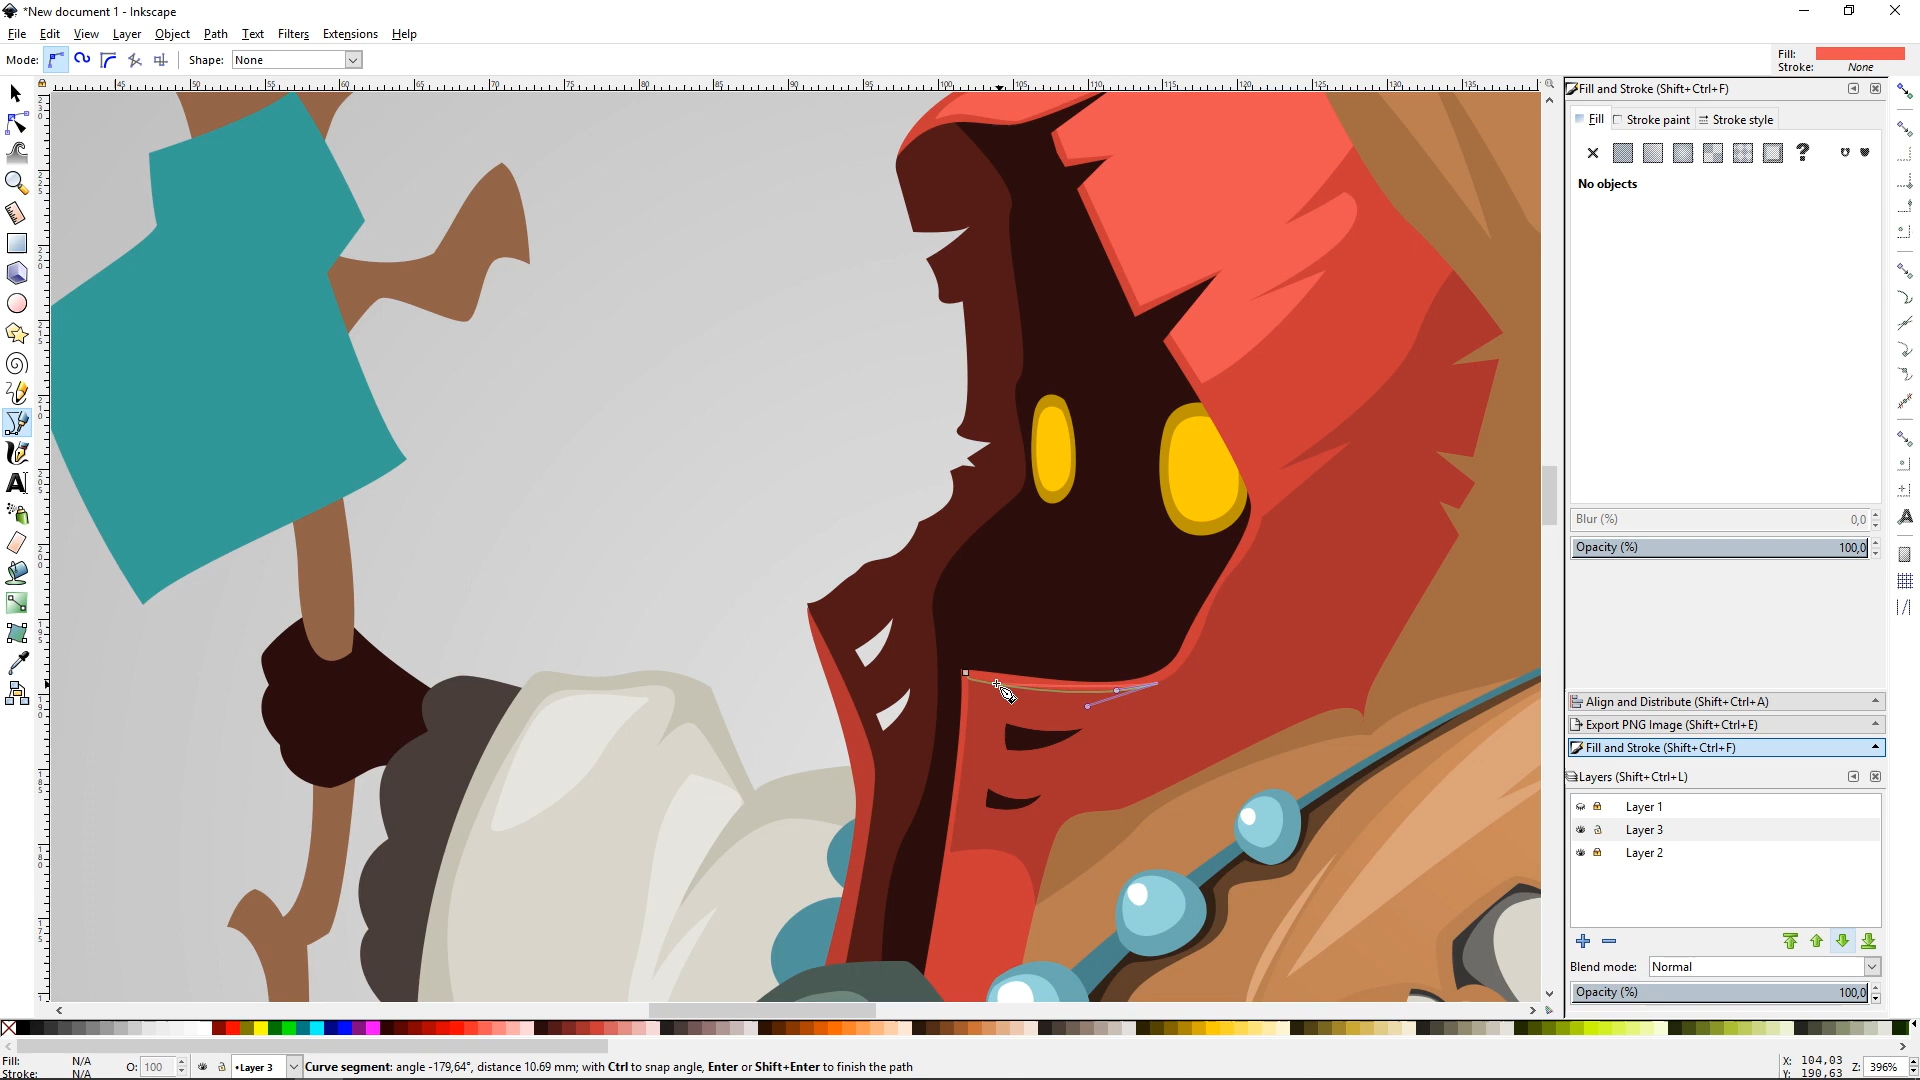 *New document 1 - Inkscape
File Edit View Layer Object Path Text Filters Extensions Help
Mode: Shape: None
Fill:
Stroke: None
Fill and Stroke (Shift+Ctrl+F)
Fill Stroke paint Stroke style
No objects
Blur (%) 0,0
Opacity (%) 100,0
Align and Distribute (Shift+Ctrl+A)
Export PNG Image (Shift+Ctrl+E)
Fill and Stroke (Shift+Ctrl+F)
Layers (Shift+Ctrl+L)
Layer 1
Layer 3
Layer 2
Blend mode: Normal
Opacity (%) 100,0
Fill: N/A
Stroke: N/A
O: 100
•Layer 3
Curve segment: angle -179,64°, distance 10.69 mm; with Ctrl to snap angle, Enter or Shift+Enter to finish the path
X: 104,03
Y: 190,63
Z: 396%